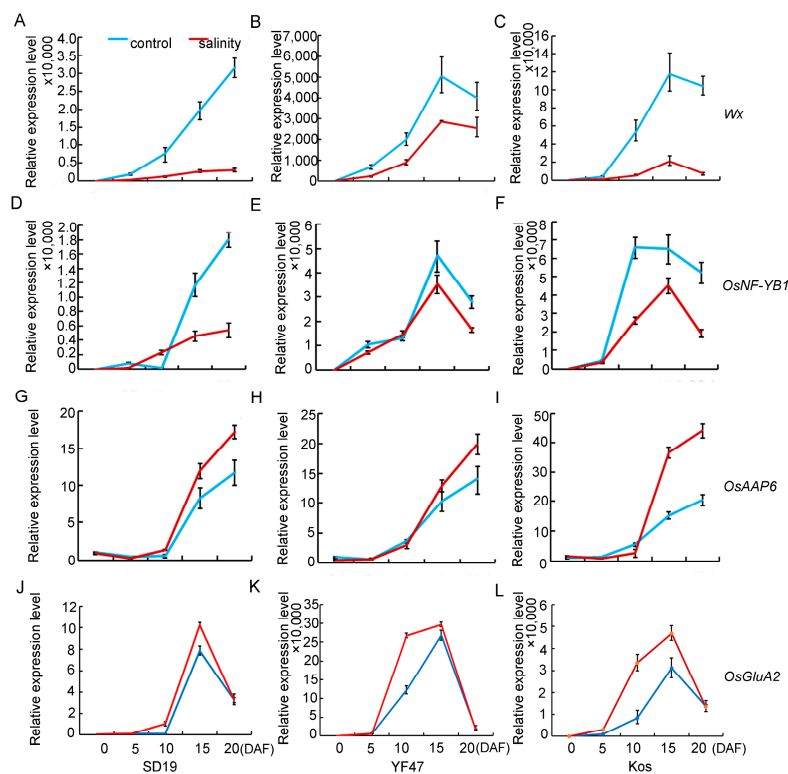 A
control
salinity
Relative expression level
×10,000
4.0
3.5
3.0
2.5
2.0
1.5
1.0
0.5
0
B
Relative expression level
7,000
6,000
5,000
4,000
3,000
2,000
1,000
0
C
Relative expression level
×10,000
16
14
12
10
8
6
4
2
0
Wx
D
Relative expression level
×10,000
2.0
1.8
1.6
1.4
1.2
1.0
0.8
0.6
0.4
0.2
0
E
Relative expression level
×10,000
6
5
4
3
2
1
0
F
Relative expression level
×10,000
8
7
6
5
4
3
2
1
0
OsNF-YB1
G
Relative expression level
20
15
10
5
0
H
Relative expression level
25
20
15
10
5
0
I
Relative expression level
50
40
30
20
10
0
OsAAP6
J
Relative expression level
12
10
8
6
4
2
0
0 5 10 15 20(DAF)
SD19
K
Relative expression level
×10,000
35
30
25
20
15
10
5
0
0 5 10 15 20(DAF)
YF47
L
Relative expression level
×10,000
6
5
4
3
2
1
0
0 5 10 15 20 (DAF)
Kos
OsGluA2